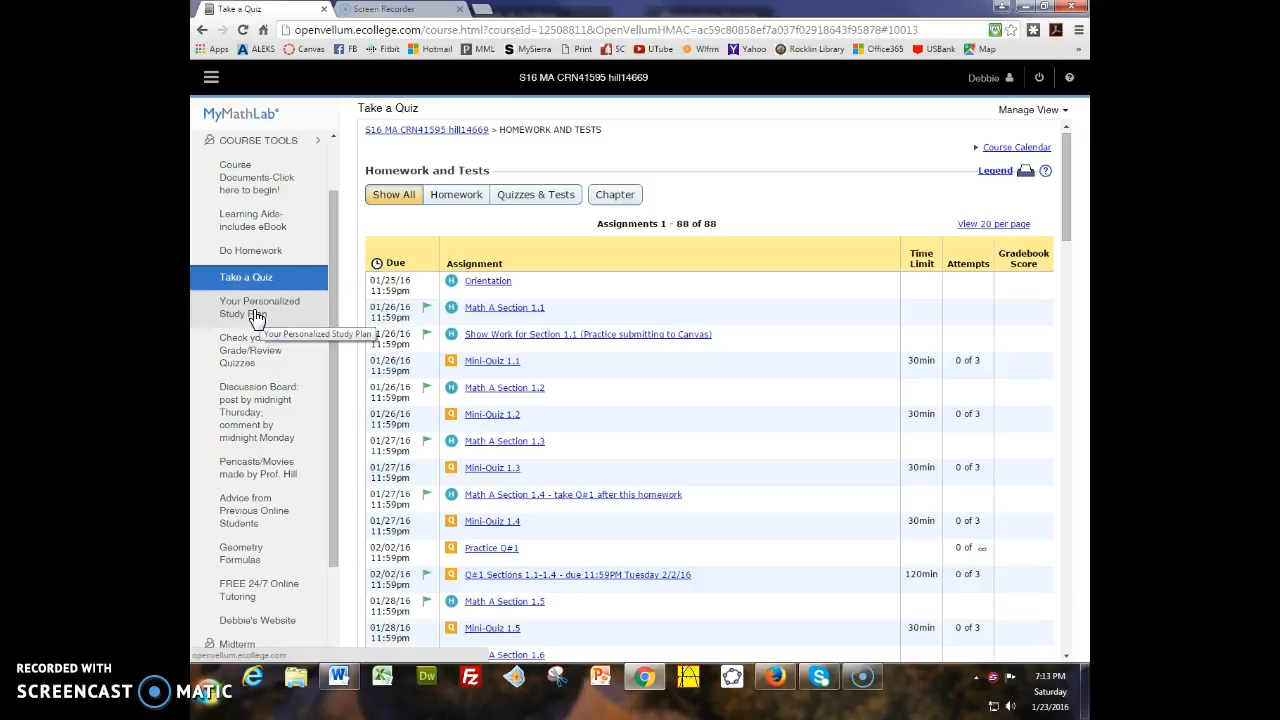 Take a Quiz
Screen Recorder
openvellum.ecollege.com/course.html?courseId=12508811&OpenVellumHMAC=ac59c80858ef7a037f02918643f95878#10013
Apps ALEKS Canvas FB Fitbit Hotmail PMML MySierra Print SC UTube Wlfrm Yahoo Rocklin Library Office365 USBank Map »
S16 MA CRN41595 hill14669
Debbie
MyMathLab®
Take a Quiz
Manage View
COURSE TOOLS
Course
Documents-Click
here to begin!
Learning Aids-
includes eBook
Do Homework
Take a Quiz
Your Personalized
Study Plan
Your Personalized Study Plan
Check yo
Grade/Review
Quizzes
Discussion Board:
post by midnight
Thursday;
comment by
midnight Monday
Pencasts/Movies
made by Prof. Hill
Advice from
Previous Online
Students
Geometry
Formulas
FREE 24/7 Online
Tutoring
Debbie's Website
Midterm
openvellum.ecollege.com
S16 MA CRN41595 hill14669 > HOMEWORK AND TESTS
Course Calendar
Homework and Tests
Legend
Show All Homework Quizzes & Tests Chapter
Assignments 1 - 88 of 88
View 20 per page
Due Assignment Time Limit Attempts Gradebook Score
01/25/16 11:59pm H Orientation
01/26/16 11:59pm H Math A Section 1.1
01/26/16 11:59pm H Show Work for Section 1.1 (Practice submitting to Canvas)
01/26/16 11:59pm Q Mini-Quiz 1.1 30min 0 of 3
01/26/16 11:59pm H Math A Section 1.2
01/26/16 11:59pm Q Mini-Quiz 1.2 30min 0 of 3
01/27/16 11:59pm H Math A Section 1.3
01/27/16 11:59pm Q Mini-Quiz 1.3 30min 0 of 3
01/27/16 11:59pm H Math A Section 1.4 - take Q#1 after this homework
01/27/16 11:59pm Q Mini-Quiz 1.4 30min 0 of 3
02/02/16 11:59pm Q Practice Q#1 0 of ∞
02/02/16 11:59pm Q Q#1 Sections 1.1-1.4 - due 11:59PM Tuesday 2/2/16 120min 0 of 3
01/28/16 11:59pm H Math A Section 1.5
01/28/16 11:59pm Q Mini-Quiz 1.5 30min 0 of 3
a Section 1.6
RECORDED WITH
SCREENCAST MATIC
7:13 PM
Saturday
1/23/2016